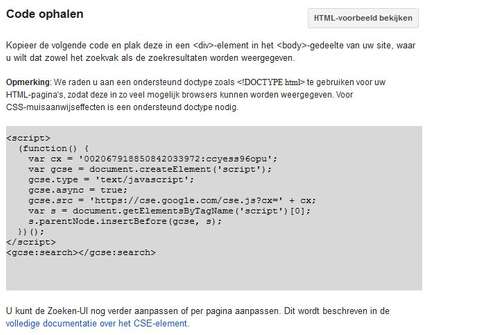 Code ophalen
HTML-voorbeeld bekijken
Kopieer de volgende code en plak deze in een <div>-element in het <body>-gedeelte van uw site, waar
u wilt dat zowel het zoekvak als de zoekresultaten worden weergegeven.
Opmerking: We raden u aan een ondersteund doctype zoals <!DOCTYPE html> te gebruiken voor uw
HTML-pagina's, zodat deze in zo veel mogelijk browsers kunnen worden weergegeven. Voor
CSS-muisaanwijseffecten is een ondersteund doctype nodig.
<script>
  (function() {
    var cx = '002067918850842033972:ccyess96opu';
    var gcse = document.createElement('script');
    gcse.type = 'text/javascript';
    gcse.async = true;
    gcse.src = 'https://cse.google.com/cse.js?cx=' + cx;
    var s = document.getElementsByTagName('script')[0];
    s.parentNode.insertBefore(gcse, s);
  })();
</script>
<gcse:search></gcse:search>
U kunt de Zoeken-UI nog verder aanpassen of per pagina aanpassen. Dit wordt beschreven in de
volledige documentatie over het CSE-element.